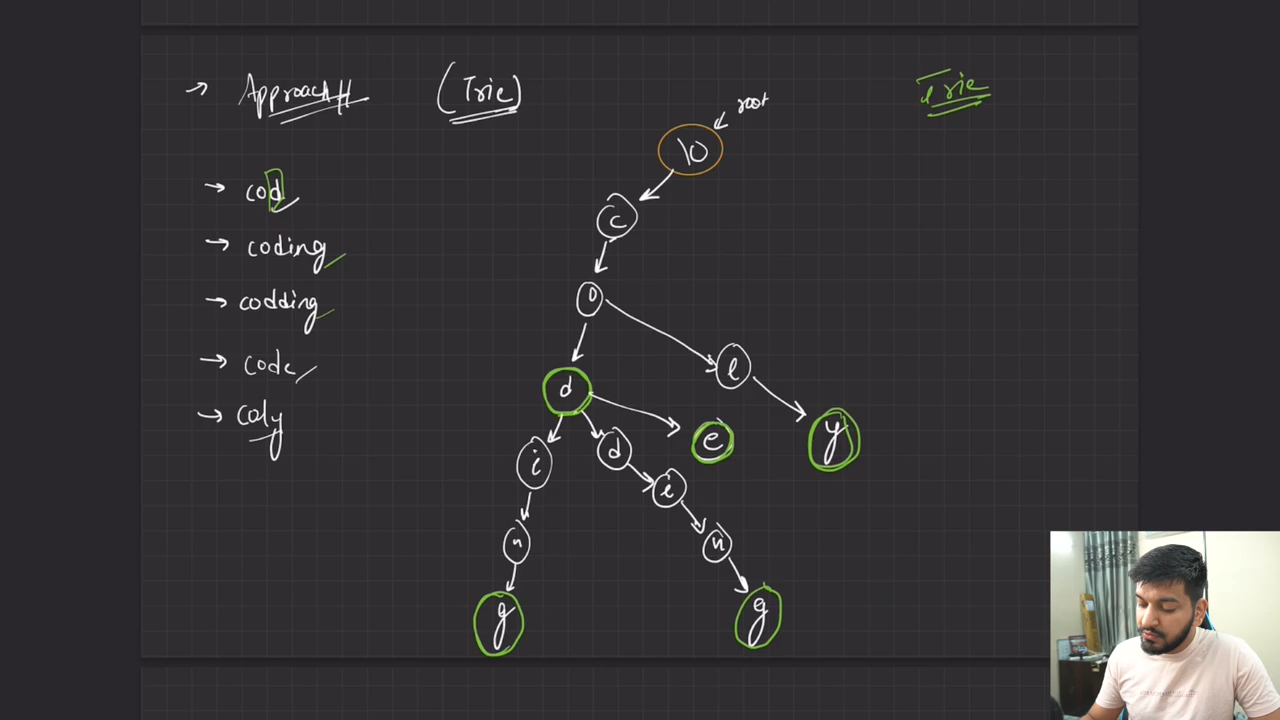 → Approach# (Trie)
Trie
root
\0
→ cod
→ coding
→ codding
→ code
→ coly
c
o
d
l
i
d
e
y
i
n
n
g
g